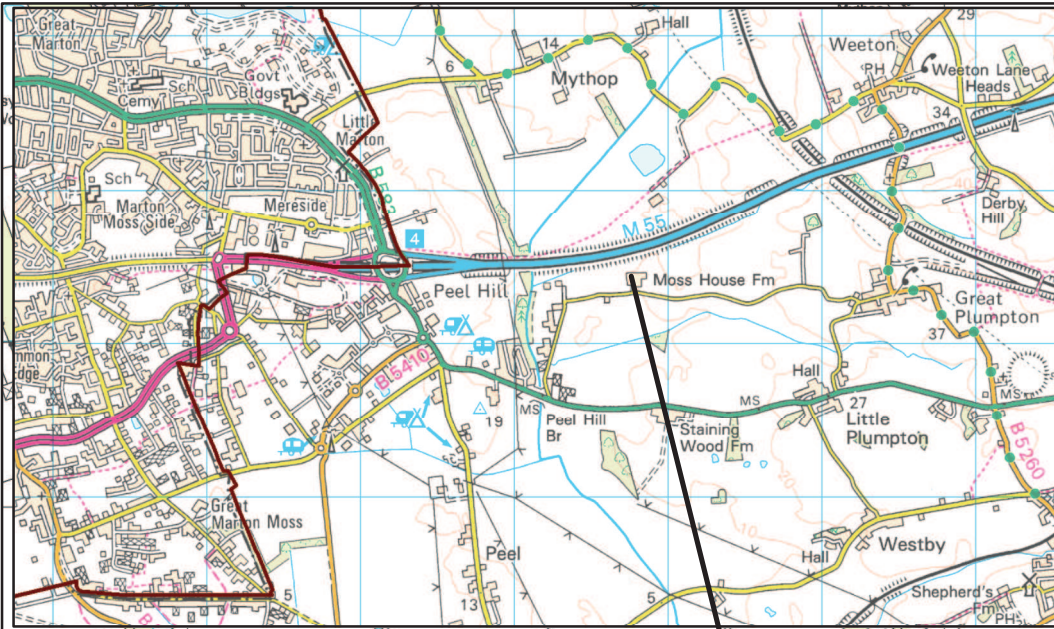 Great
Marton
Sch
Cemy
Govt
Bldgs
Little
Marton
6
14
Mythop
Hall
29
Weeton
PH
Weeton Lane
Heads
34
Sch
Marton
Moss Side
Mereside
4
M 55
40
Derby
Hill
Peel Hill
Moss House Fm
Great
Plumpton
37
B5410
19
MS
Peel Hill
Br
Staining
Wood Fm
MS
Hall
27
Little
Plumpton
MS
B5260
20
10
Great
Marton Moss
5
Peel
13
5
Hall
Westby
Shepherd's
Fm
PH